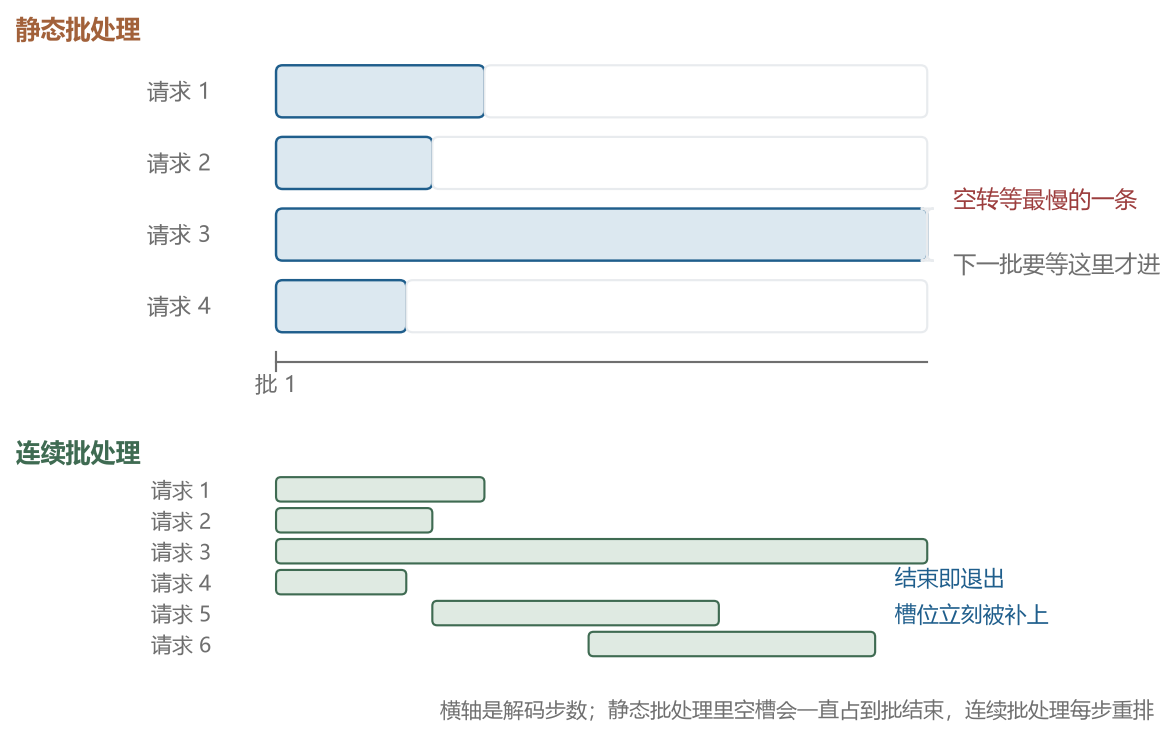 静态批处理
请求 1
请求 2
空转等最慢的一条
请求 3
下一批要等这里才进
请求 4
批 1
连续批处理
请求 1
请求 2
请求 3
请求 4
结束即退出
请求 5
槽位立刻被补上
请求 6
横轴是解码步数；静态批处理里空槽会一直占到批结束，连续批处理每步重排